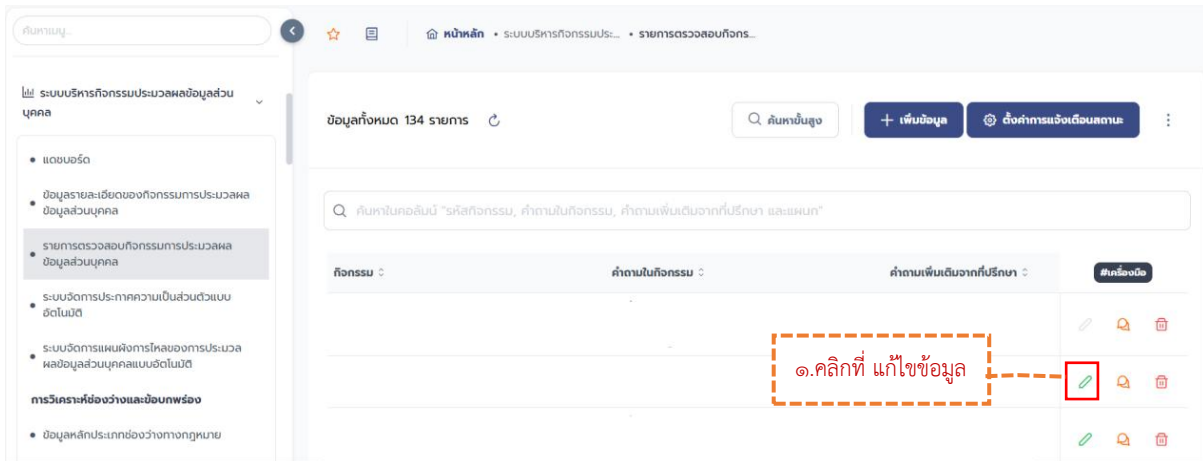 ค้นหาเมนู..
หน้าหลัก • ระบบบริหารกิจกรรมประ... • รายการตรวจสอบกิจกร...
ระบบบริหารกิจกรรมประมวลผลข้อมูลส่วน
บุคคล
ข้อมูลทั้งหมด 134 รายการ
ค้นหาขั้นสูง
+ เพิ่มข้อมูล
ตั้งค่าการแจ้งเตือนสถานะ
• แดชบอร์ด
• ข้อมูลรายละเอียดของกิจกรรมการประมวลผล
ข้อมูลส่วนบุคคล
ค้นหาในคอลัมน์ "รหัสกิจกรรม, คำถามในกิจกรรม, คำถามเพิ่มเติมจากที่ปรึกษา และแผนก"
• รายการตรวจสอบกิจกรรมการประมวลผล
ข้อมูลส่วนบุคคล
กิจกรรม
คำถามในกิจกรรม
คำถามเพิ่มเติมจากที่ปรึกษา
#เครื่องมือ
• ระบบจัดการประกาศความเป็นส่วนตัวแบบ
อัตโนมัติ
• ระบบจัดการแผนผังการไหลของการประมวล
ผลข้อมูลส่วนบุคคลแบบอัตโนมัติ
๑.คลิกที่ แก้ไขข้อมูล
การวิเคราะห์ช่องว่างและข้อบกพร่อง
• ข้อมูลหลักประเภทช่องว่างทางกฎหมาย